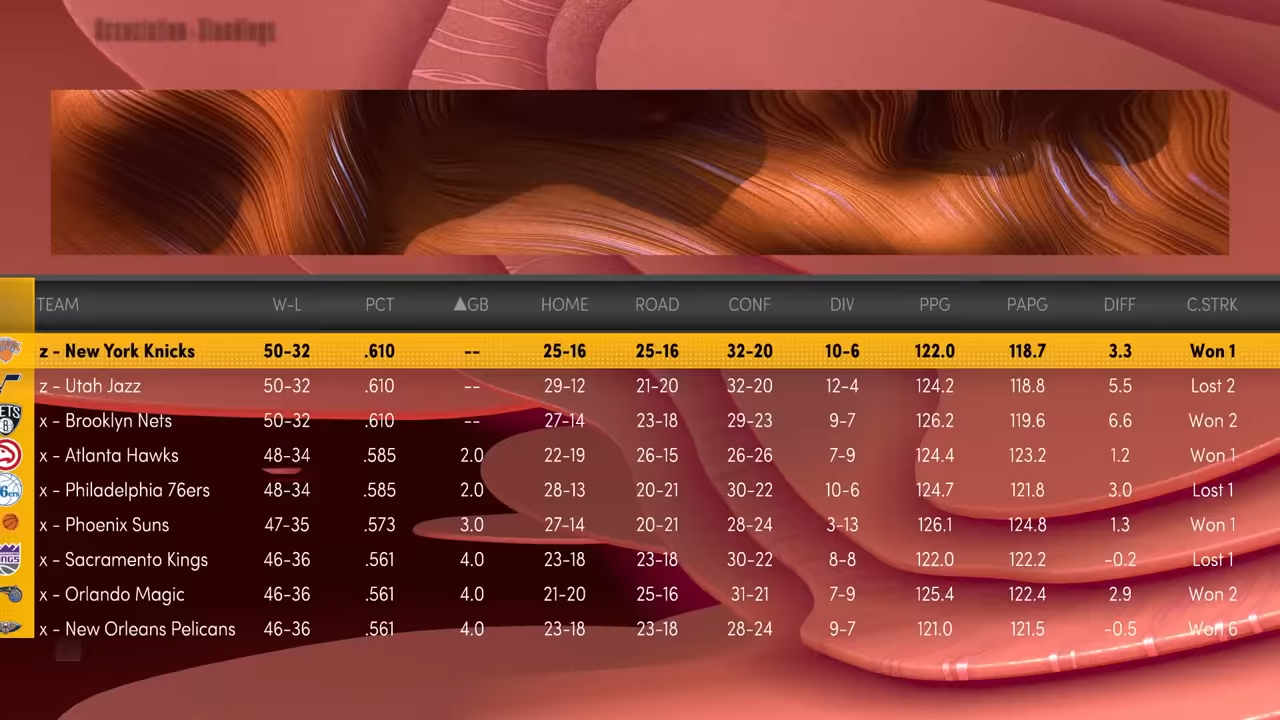 Association Standings
TEAM W-L PCT ▲GB HOME ROAD CONF DIV PPG PAPG DIFF C.STRK
z - New York Knicks 50-32 .610 -- 25-16 25-16 32-20 10-6 122.0 118.7 3.3 Won 1
z - Utah Jazz 50-32 .610 -- 29-12 21-20 32-20 12-4 124.2 118.8 5.5 Lost 2
x - Brooklyn Nets 50-32 .610 -- 27-14 23-18 29-23 9-7 126.2 119.6 6.6 Won 2
x - Atlanta Hawks 48-34 .585 2.0 22-19 26-15 26-26 7-9 124.4 123.2 1.2 Won 1
x - Philadelphia 76ers 48-34 .585 2.0 28-13 20-21 30-22 10-6 124.7 121.8 3.0 Lost 1
x - Phoenix Suns 47-35 .573 3.0 27-14 20-21 28-24 3-13 126.1 124.8 1.3 Won 1
x - Sacramento Kings 46-36 .561 4.0 23-18 23-18 30-22 8-8 122.0 122.2 -0.2 Lost 1
x - Orlando Magic 46-36 .561 4.0 21-20 25-16 31-21 7-9 125.4 122.4 2.9 Won 2
x - New Orleans Pelicans 46-36 .561 4.0 23-18 23-18 28-24 9-7 121.0 121.5 -0.5 Won 6